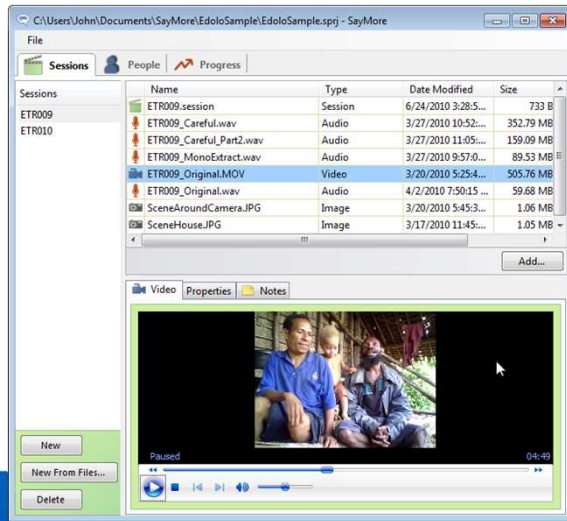 C:\Users\John\Documents\SayMore\EdoloSample\EdoloSample.sprj - SayMore
File
Sessions People Progress
Sessions
ETR009
ETR010
Name Type Date Modified Size
ETR009.session Session 6/24/2010 3:28:5... 733 B
ETR009_Careful.wav Audio 3/27/2010 10:52:... 352.79 MB
ETR009_Careful_Part2.wav Audio 3/27/2010 11:05:... 159.09 MB
ETR009_MonoExtract.wav Audio 3/27/2010 9:57:0... 89.53 MB
ETR009_Original.MOV Video 3/20/2010 5:25:4... 505.76 MB
ETR009_Original.wav Audio 4/2/2010 7:50:15 ... 59.68 MB
SceneAroundCamera.JPG Image 3/20/2010 5:45:3... 1.06 MB
SceneHouse.JPG Image 3/17/2010 11:45:... 1.05 MB
Add...
Video Properties Notes
Paused 04:49
New
New From Files...
Delete